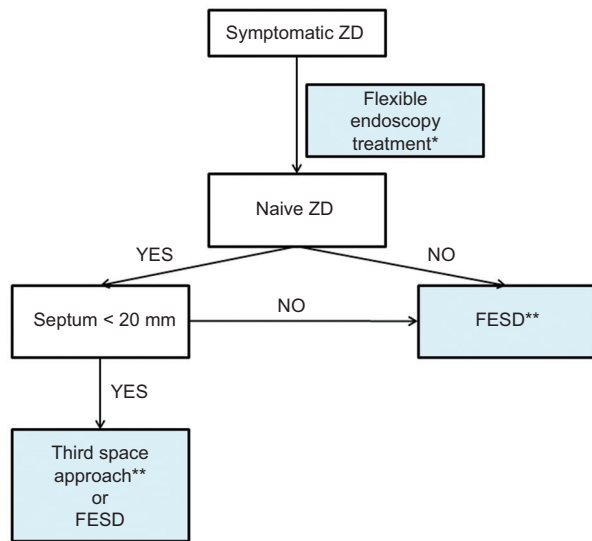 Symptomatic ZD
Flexible
endoscopy
treatment*
Naive ZD
YES
NO
Septum < 20 mm
NO
FESD**
YES
Third space
approach**
or
FESD